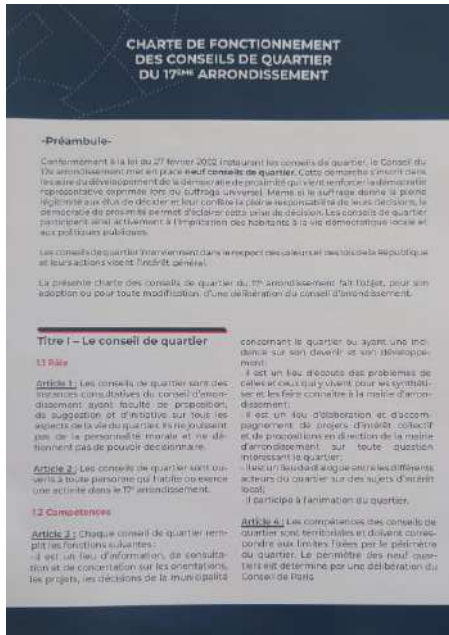 CHARTE DE FONCTIONNEMENT
DES CONSEILS DE QUARTIER
DU 17ÈME ARRONDISSEMENT
-Préambule-
Conformément à la loi du 27 février 2002 instaurant les conseils de quartier, le Conseil du
17e arrondissement met en place neuf conseils de quartier. Cette démarche s'inscrit dans
le cadre du développement de la démocratie de proximité qui vient renforcer la démocratie
représentative exprimée lors du suffrage universel. Même si le suffrage donne la pleine
légitimité aux élus de décider et leur confère la pleine responsabilité de leurs décisions, la
démocratie de proximité permet d'éclairer cette prise de décision. Les conseils de quartier
participent ainsi activement à l'implication des habitants à la vie démocratique locale et
aux politiques publiques.
Les conseils de quartier interviennent dans le respect des valeurs et des lois de la République
et leurs actions visent l'intérêt général.
La présente charte des conseils de quartier du 17e arrondissement fait l'objet, pour son
adoption ou pour toute modification, d'une délibération du conseil d'arrondissement.
Titre I – Le conseil de quartier
1.1 Rôle
Article 1 : Les conseils de quartier sont des
instances consultatives du conseil d'arron-
dissement ayant faculté de proposition,
de suggestion et d'initiative sur tous les
aspects de la vie du quartier. Ils ne jouissent
pas de la personnalité morale et ne dé-
tiennent pas de pouvoir décisionnaire.
Article 2 : Les conseils de quartier sont ou-
verts à toute personne qui habite ou exerce
une activité dans le 17e arrondissement.
1.2 Compétences
Article 3 : Chaque conseil de quartier rem-
plit les fonctions suivantes :
-il est un lieu d'information, de consulta-
tion et de concertation sur les orientations,
les projets, les décisions de la municipalité
concernant le quartier ou ayant une inci-
dence sur son devenir et son développe-
ment;
- il est un lieu d'écoute des problèmes de
celles et ceux qui y vivent pour les synthéti-
ser et les faire connaître à la mairie d'arron-
dissement;
- il est un lieu d'élaboration et d'accom-
pagnement de projets d'intérêt collectif
et de propositions en direction de la mairie
d'arrondissement sur toute question
intéressant la quartier;
- il est un lieu de dialogue entre les différents
acteurs du quartier sur des sujets d'intérêt
local;
- il participe à l'animation du quartier.
Article 4 : Les compétences des conseils de
quartier sont territoriales et doivent corres-
pondre aux limites fixées par le périmètre
du quartier. Le périmètre des neuf quar-
tiers est déterminé par une délibération du
Conseil de Paris.